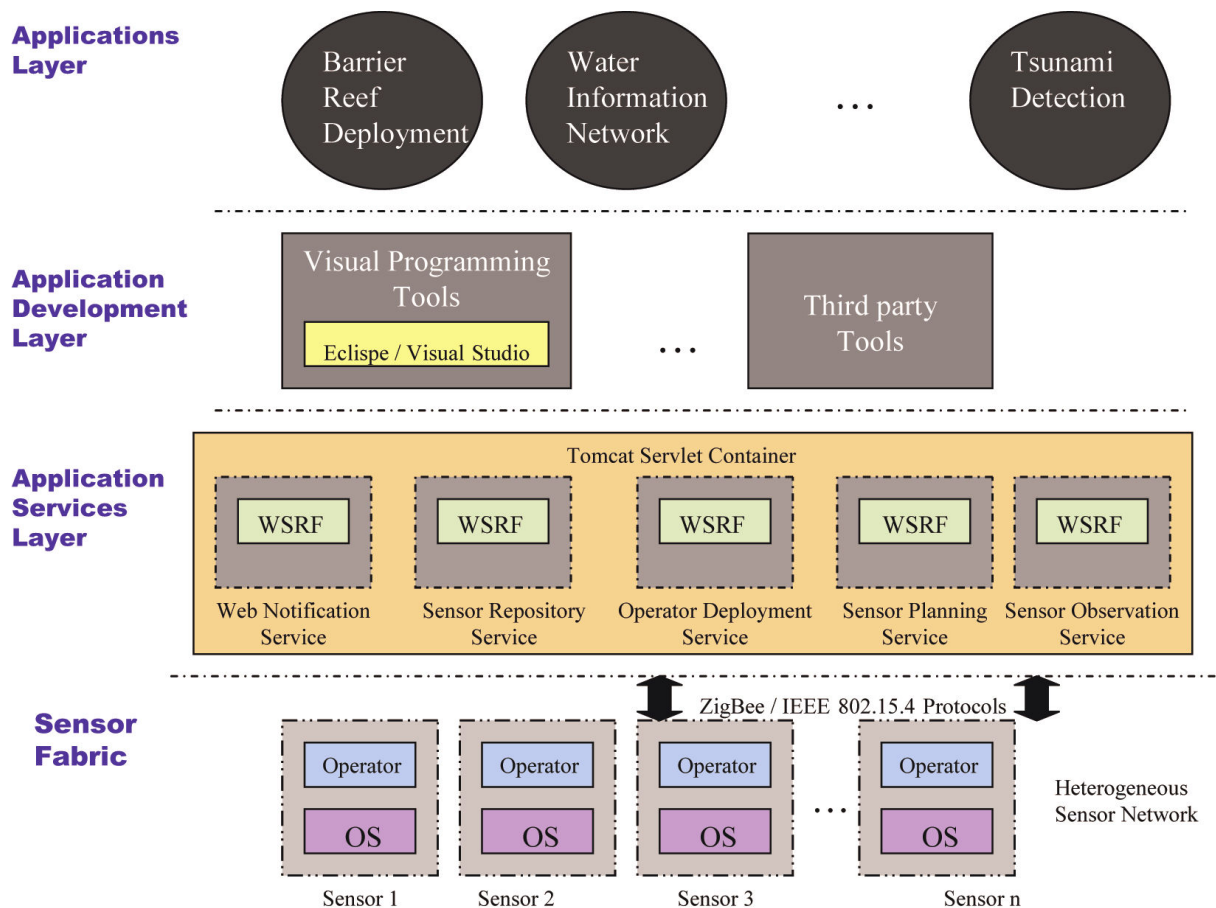 Applications
Layer
Barrier
Reef
Deployment
Water
Information
Network
...
Tsunami
Detection
Application
Development
Layer
Visual Programming
Tools
Eclispe / Visual Studio
...
Third party
Tools
Application
Services
Layer
Tomcat Servlet Container
WSRF
WSRF
WSRF
WSRF
WSRF
Web Notification
Service
Sensor Repository
Service
Operator Deployment
Service
Sensor Planning
Service
Sensor Observation
Service
Sensor
Fabric
ZigBee / IEEE 802.15.4 Protocols
Operator
OS
Operator
OS
Operator
OS
...
Operator
OS
Heterogeneous
Sensor Network
Sensor 1
Sensor 2
Sensor 3
Sensor n